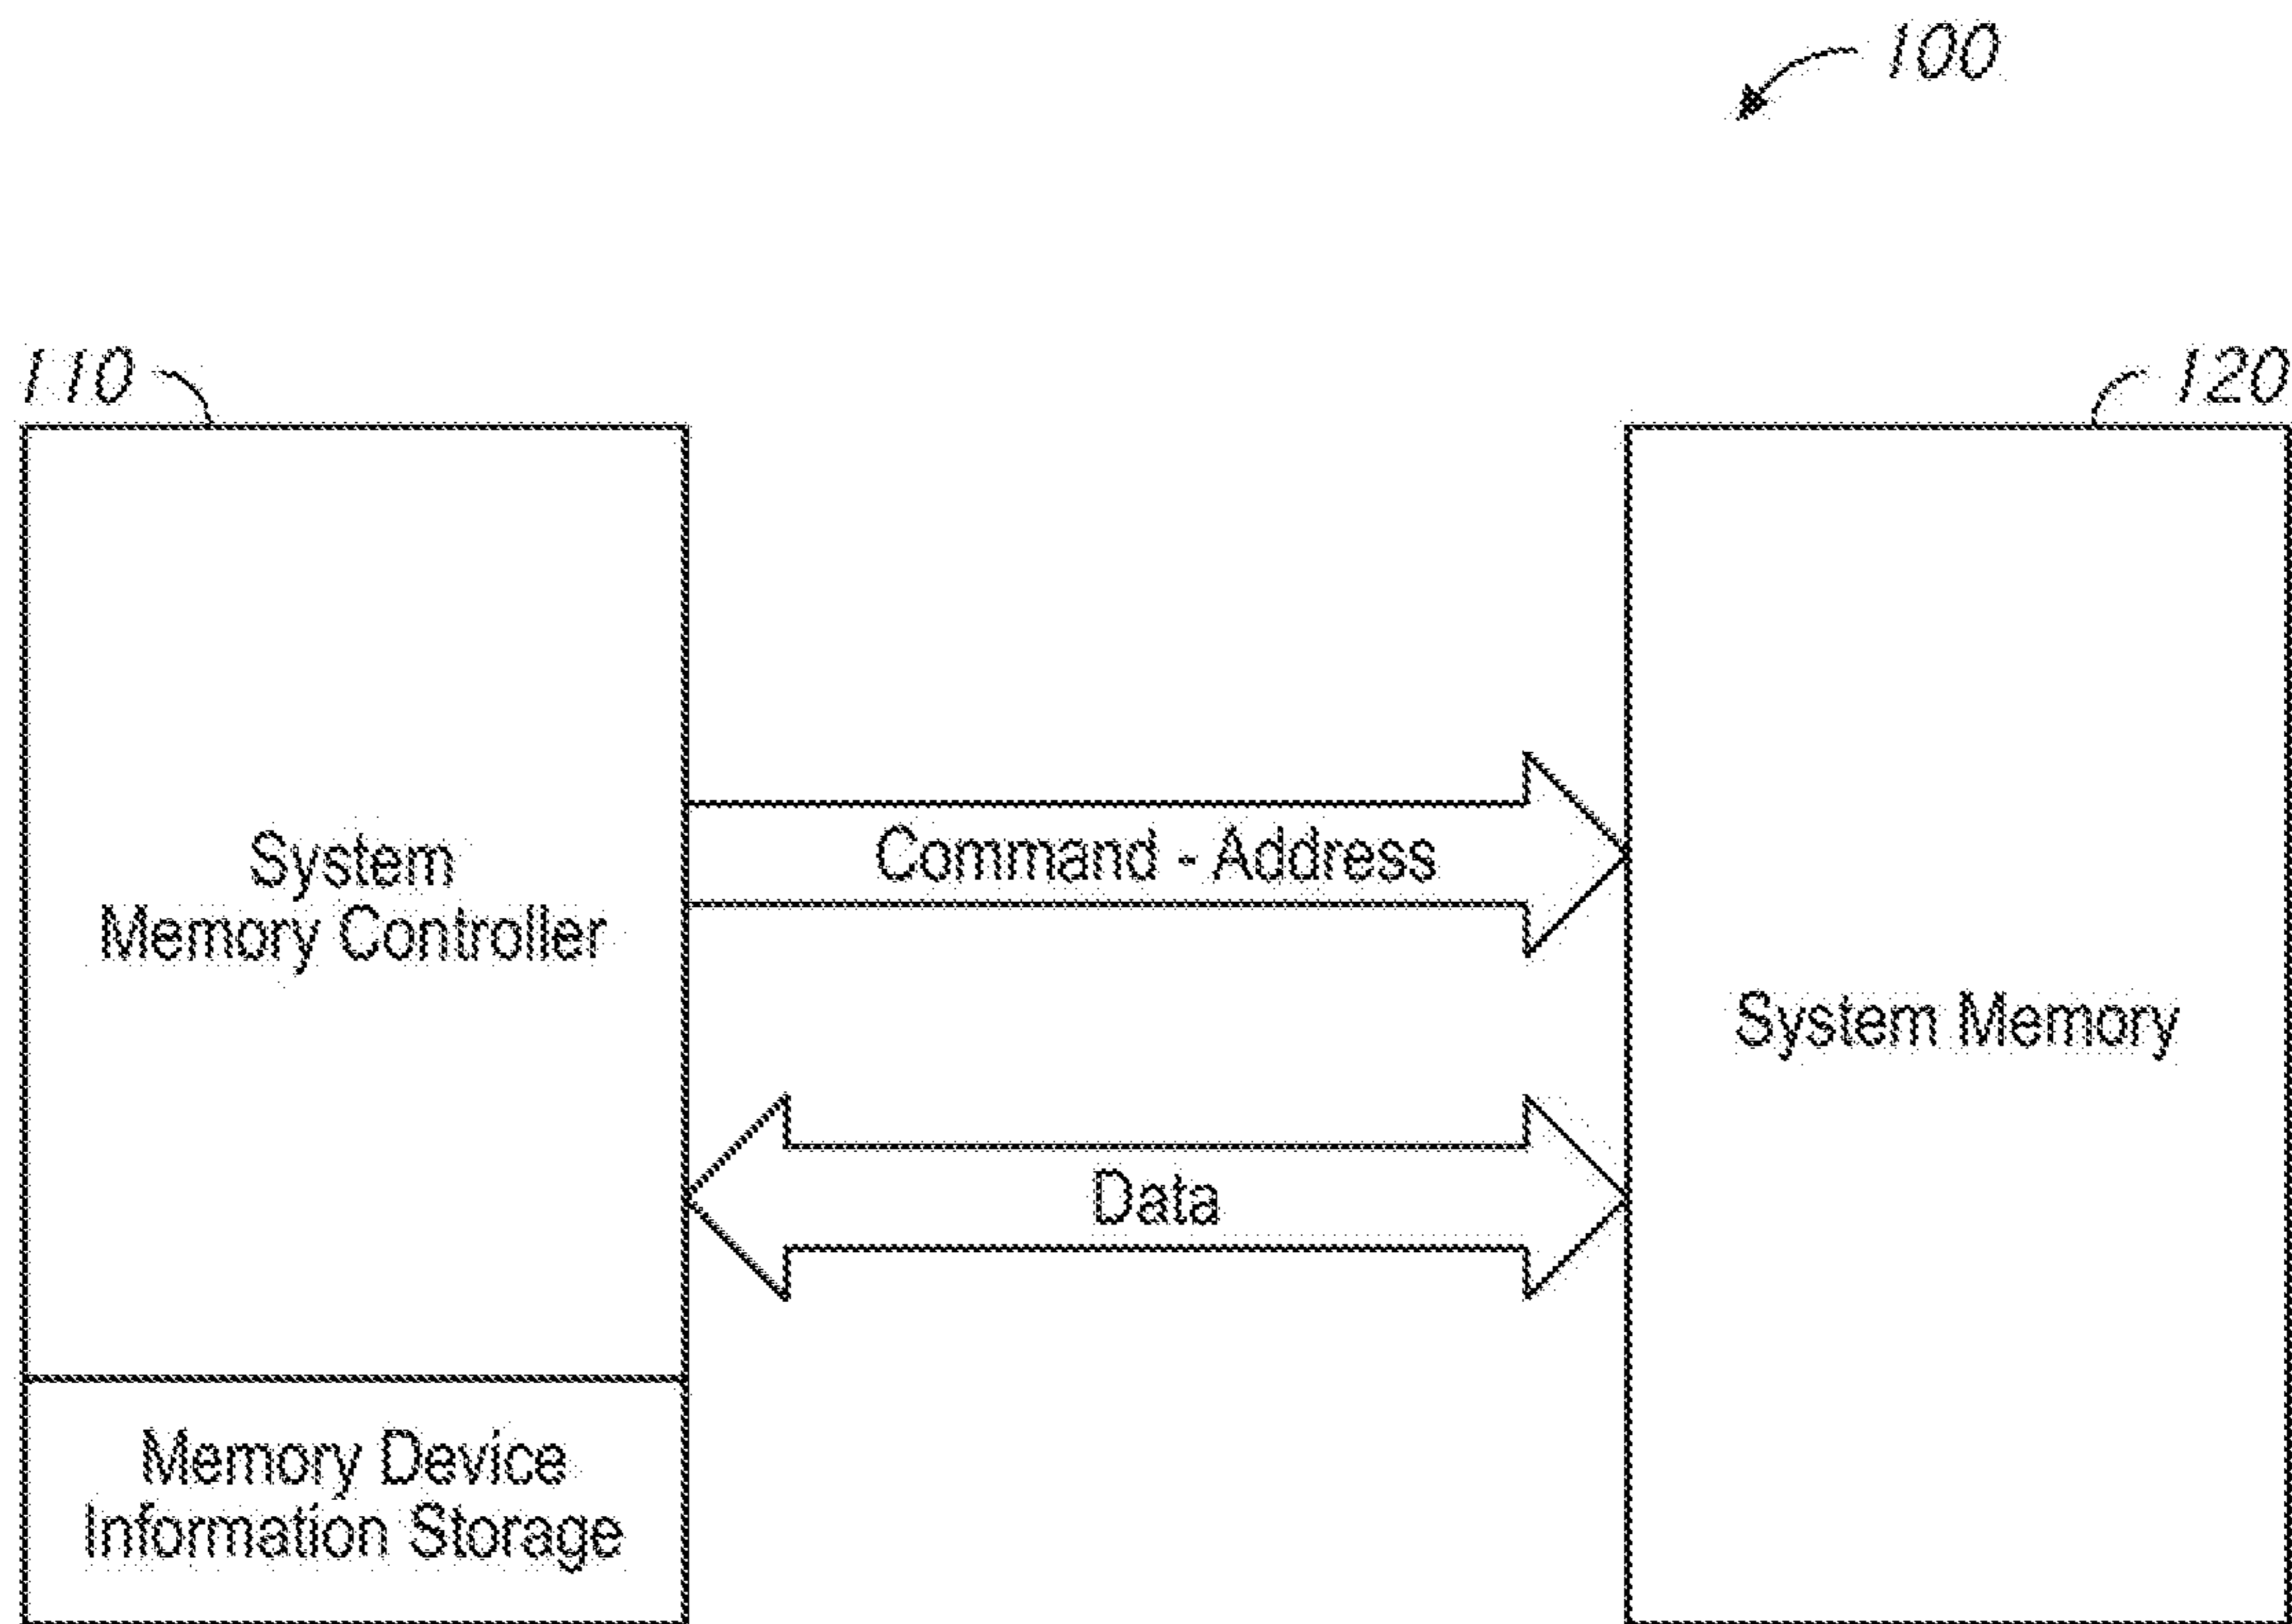 100
110
120
System
Memory Controller
Command - Address
System Memory
Data
Memory Device
Information Storage